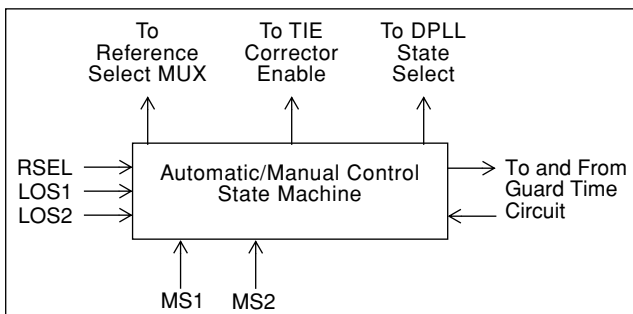 To
Reference
Select MUX
To TIE
Corrector
Enable
To DPLL
State
Select
RSEL
LOS1
LOS2
Automatic/Manual Control
State Machine
To and From
Guard Time
Circuit
MS1
MS2